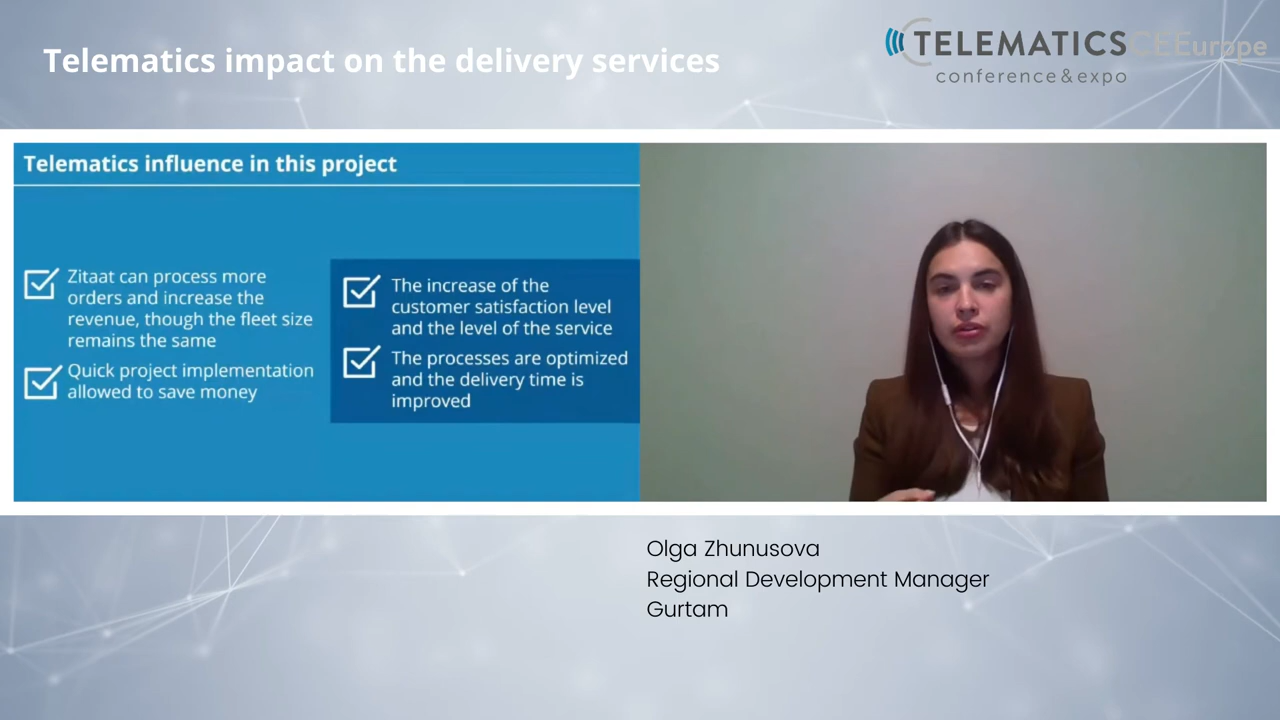 Telematics impact on the delivery services
TELEMATICS CEEurope
conference & expo
Telematics influence in this project
Zitaat can process more
orders and increase the
revenue, though the fleet size
remains the same
Quick project implementation
allowed to save money
The increase of the
customer satisfaction level
and the level of the service
The processes are optimized
and the delivery time is
improved
Olga Zhunusova
Regional Development Manager
Gurtam